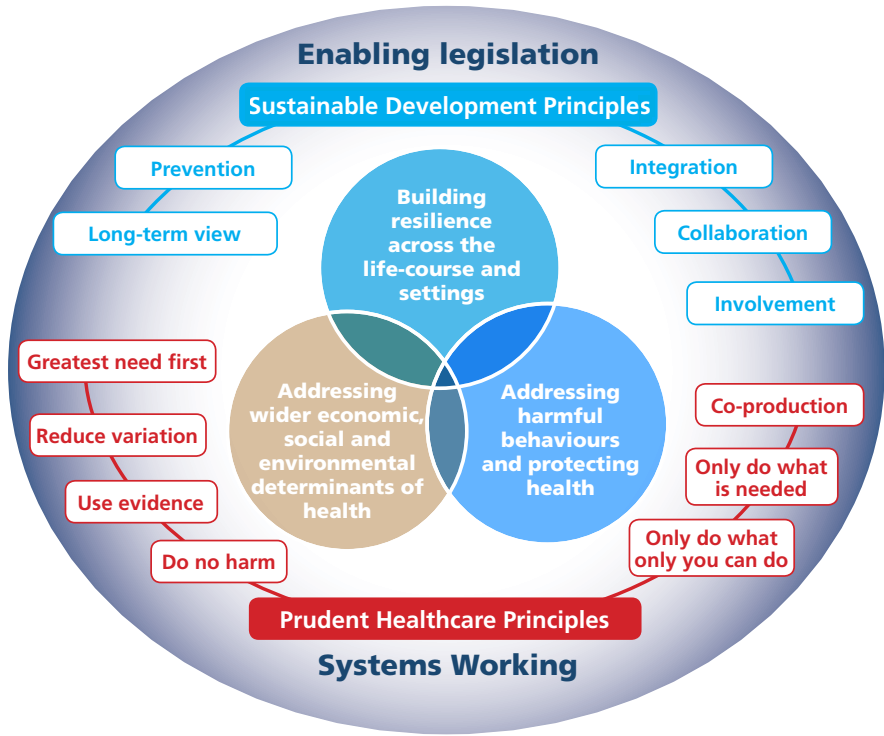 Enabling legislation
Sustainable Development Principles
Prevention
Long-term view
Integration
Collaboration
Involvement
Building
resilience
across the
life-course and
settings
Addressing
wider economic,
social and
environmental
determinants of
health
Addressing
harmful
behaviours
and protecting
health
Greatest need first
Reduce variation
Use evidence
Do no harm
Co-production
Only do what
is needed
Only do what
only you can do
Prudent Healthcare Principles
Systems Working